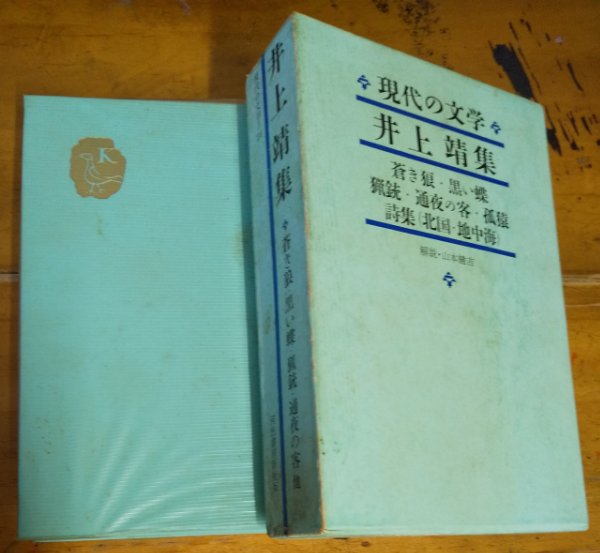 K
現代の文学
井上靖集
蒼き狼・黒い蝶
猟銃・通夜の客・孤猿
詩集（北国・地中海）
解説・山本健吉
井上靖集
蒼き狼・黒い蝶・猟銃・通夜の客 他